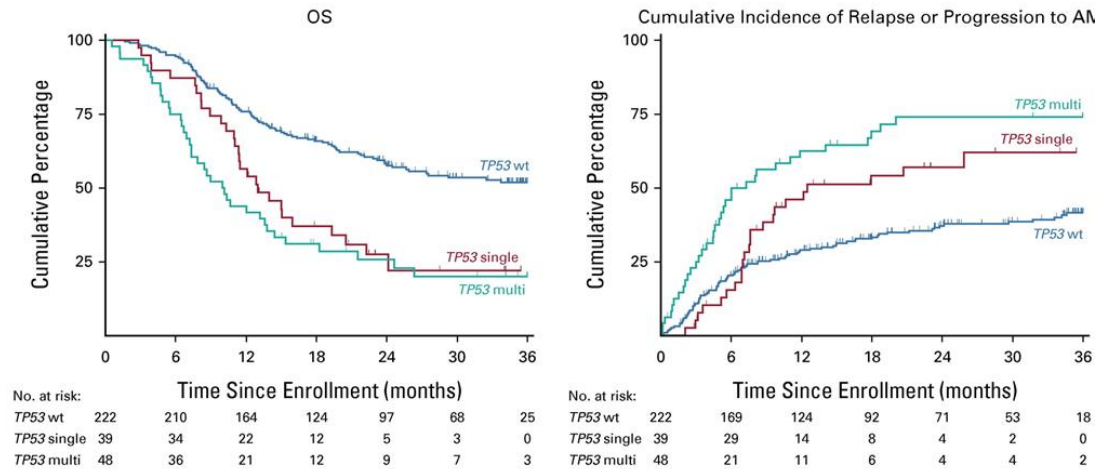 OS
100
75
50
25
Cumulative Percentage
TP53 wt
TP53 single
TP53 multi
0 6 12 18 24 30 36
Time Since Enrollment (months)
No. at risk:
TP53 wt 222 210 164 124 97 68 25
TP53 single 39 34 22 12 5 3 0
TP53 multi 48 36 21 12 9 7 3
Cumulative Incidence of Relapse or Progression to AM
100
75
50
25
Cumulative Percentage
TP53 multi
TP53 single
TP53 wt
0 6 12 18 24 30 36
Time Since Enrollment (months)
No. at risk:
TP53 wt 222 169 124 92 71 53 18
TP53 single 39 29 14 8 4 2 0
TP53 multi 48 21 11 6 4 4 2